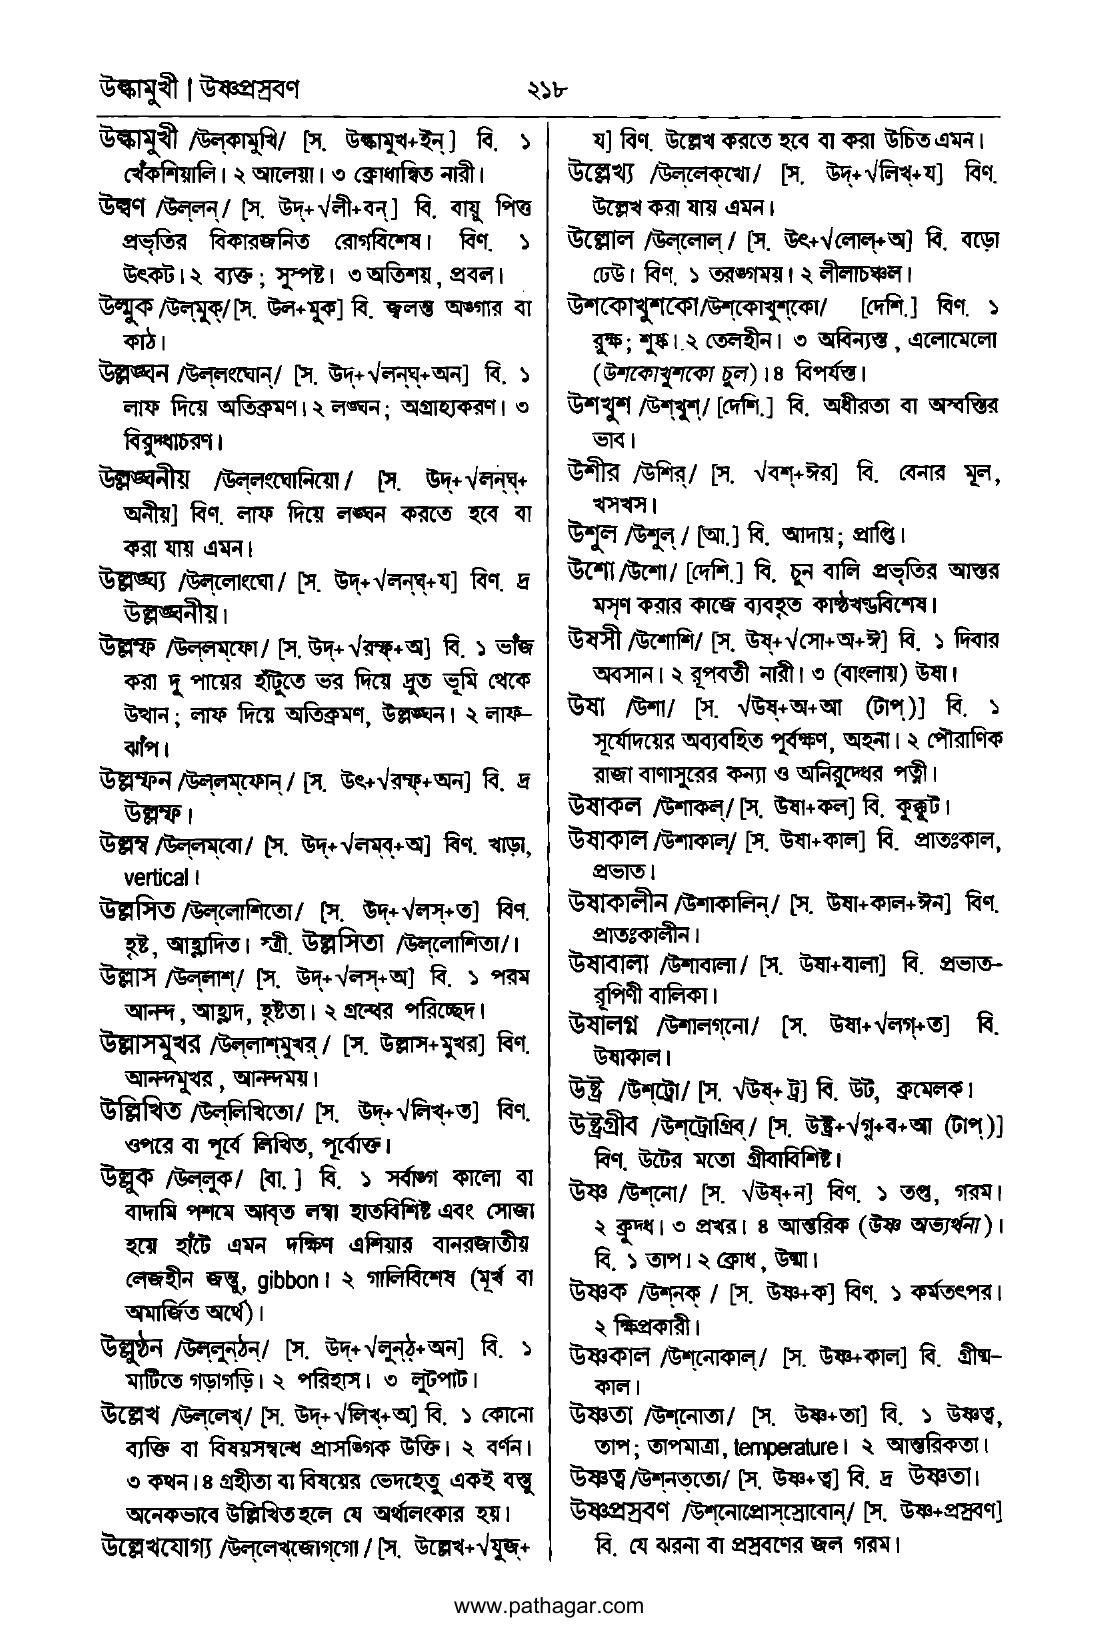 উল্কামুখী | উষ্ণপ্রস্রবণ
২১৮
উল্কামুখী /উল্‌কামুখি/ [স. উল্কামুখ+ইন্] বি. ১
খেঁকশিয়ালি। ২ আলেয়া। ৩ ক্রোধান্বিত নারী।
উল্বণ /উল্‌লন্/ [স. উদ্+√লী+বন্] বি. বায়ু পিত্ত
প্রভৃতির বিকারজনিত রোগবিশেষ। বিণ. ১
উৎকট। ২ ব্যক্ত; সুস্পষ্ট। ৩ অতিশয়, প্রবল।
উল্মুক /উল্‌মুক্/ [স. উল+মুক] বি. জ্বলন্ত অঙ্গার বা
কাঠ।
উল্লঙ্ঘন /উল্‌লংঘোন্/ [স. উদ্+√লন্‌ঘ্+অন] বি. ১
লাফ দিয়ে অতিক্রমণ। ২ লঙ্ঘন; অগ্রাহ্যকরণ। ৩
বিরুদ্ধাচরণ।
উল্লঙ্ঘনীয় /উল্‌লংঘোনিয়ো/ [স. উদ্+√লন্‌ঘ্+
অনীয়] বিণ. লাফ দিয়ে লঙ্ঘন করতে হবে বা
করা যায় এমন।
উল্লঙ্ঘ্য /উল্‌লোংঘো/ [স. উদ্+√লন্‌ঘ্+য] বিণ. দ্র
উল্লঙ্ঘনীয়।
উল্লম্ফ /উল্‌লম্‌ফো/ [স. উদ্+√রম্ফ্+অ] বি. ১ ভাঁজ
করা দু পায়ের হাঁটুতে ভর দিয়ে দ্রুত ভূমি থেকে
উত্থান; লাফ দিয়ে অতিক্রমণ, উল্লঙ্ঘন। ২ লাফ–
ঝাঁপ।
উল্লম্ফন /উল্‌লম্‌ফোন্/ [স. উৎ+√রম্ফ্+অন] বি. দ্র
উল্লম্ফ।
উল্লম্ব /উল্‌লম্‌বো/ [স. উদ্+√লম্ব্+অ] বিণ. খাড়া,
vertical।
উল্লসিত /উল্‌লোশিতো/ [স. উদ্+√লস্+ত] বিণ.
হৃষ্ট, আহ্লাদিত। স্ত্রী. উল্লসিতা /উল্‌লোশিতা/।
উল্লাস /উল্‌লাশ্/ [স. উদ্+√লস্+অ] বি. ১ পরম
আনন্দ, আহ্লাদ, হৃষ্টতা। ২ গ্রন্থের পরিচ্ছেদ।
উল্লাসমুখর /উল্‌লাশ্‌মুখর্/ [স. উল্লাস+মুখর] বিণ.
আনন্দমুখর, আনন্দময়।
উল্লিখিত /উল্‌লিখিতো/ [স. উদ্+√লিখ্+ত] বিণ.
ওপরে বা পূর্বে লিখিত, পূর্বোক্ত।
উল্লুক /উল্‌লুক/ [বা.] বি. ১ সর্বাঙ্গ কালো বা
বাদামি পশমে আবৃত লম্বা হাতবিশিষ্ট এবং সোজা
হয়ে হাঁটে এমন দক্ষিণ এশিয়ার বানরজাতীয়
লেজহীন জন্তু, gibbon। ২ গালিবিশেষ (মূর্খ বা
অমার্জিত অর্থে)।
উল্লুণ্ঠন /উল্‌লুন্‌ঠন্/ [স. উদ্+√লুন্‌ঠ্+অন] বি. ১
মাটিতে গড়াগড়ি। ২ পরিহাস। ৩ লুটপাট।
উল্লেখ /উল্‌লেখ্/ [স. উদ্+√লিখ্+অ] বি. ১ কোনো
ব্যক্তি বা বিষয়সম্বন্ধে প্রাসঙ্গিক উক্তি। ২ বর্ণন।
৩ কথন। ৪ গ্রহীতা বা বিষয়ের ভেদহেতু একই বস্তু
অনেকভাবে উল্লিখিত হলে যে অর্থালংকার হয়।
উল্লেখযোগ্য /উল্‌লেখ্‌জোগ্‌গো/ [স. উল্লেখ+√যুজ্+
য] বিণ. উল্লেখ করতে হবে বা করা উচিত এমন।
উল্লেখ্য /উল্‌লেক্‌খো/ [স. উদ্+√লিখ্+য] বিণ.
উল্লেখ করা যায় এমন।
উল্লোল /উল্‌লোল্/ [স. উৎ+√লোল্+অ] বি. বড়ো
ঢেউ। বিণ. ১ তরঙ্গময়। ২ লীলাচঞ্চল।
উশকোখুশকো/উশ্‌কোখুশ্‌কো/ [দেশি.] বিণ. ১
রুক্ষ; শুষ্ক। ২ তেলহীন। ৩ অবিন্যস্ত, এলোমেলো
(উশকোখুশকো চুল)। ৪ বিপর্যস্ত।
উশখুশ /উশ্‌খুশ্/ [দেশি.] বি. অধীরতা বা অস্বস্তির
ভাব।
উশীর /উশির্/ [স. √বশ্+ঈর] বি. বেনার মূল,
খসখস।
উশুল /উশুল্/ [আ.] বি. আদায়; প্রাপ্তি।
উশো /উশো/ [দেশি.] বি. চুন বালি প্রভৃতির আস্তর
মসৃণ করার কাজে ব্যবহৃত কাষ্ঠখণ্ডবিশেষ।
উষসী /উশোশি/ [স. উষ্+√সো+অ+ঈ] বি. ১ দিবার
অবসান। ২ রূপবতী নারী। ৩ (বাংলায়) উষা।
উষা /উশা/ [স. √উষ্+অ+আ (টাপ্)] বি. ১
সূর্যোদয়ের অব্যবহিত পূর্বক্ষণ, অহনা। ২ পৌরাণিক
রাজা বাণাসুরের কন্যা ও অনিরুদ্ধের পত্নী।
উষাকল /উশাকল্/ [স. উষা+কল] বি. কুক্কুট।
উষাকাল /উশাকাল্/ [স. উষা+কাল] বি. প্রাতঃকাল,
প্রভাত।
উষাকালীন /উশাকালিন্/ [স. উষা+কাল+ঈন] বিণ.
প্রাতঃকালীন।
উষাবালা /উশাবালা/ [স. উষা+বালা] বি. প্রভাত–
রূপিণী বালিকা।
উষালগ্ন /উশালগ্‌নো/ [স. উষা+√লগ্+ত] বি.
উষাকাল।
উষ্ট্র /উশ্‌ট্রো/ [স. √উষ্+ট্র] বি. উট, ক্রমেলক।
উষ্ট্রগ্রীব /উশ্‌ট্রোগ্রিব্/ [স. উষ্ট্র+√গৃ+ব+আ (টাপ্)]
বিণ. উটের মতো গ্রীবাবিশিষ্ট।
উষ্ণ /উশ্‌নো/ [স. √উষ্+ন] বিণ. ১ তপ্ত, গরম।
২ ক্রুদ্ধ। ৩ প্রখর। ৪ আন্তরিক (উষ্ণ অভ্যর্থনা)।
বি. ১ তাপ। ২ ক্রোধ, উষ্মা।
উষ্ণক /উশ্‌নক্/ [স. উষ্ণ+ক] বিণ. ১ কর্মতৎপর।
২ ক্ষিপ্রকারী।
উষ্ণকাল /উশ্‌নোকাল্/ [স. উষ্ণ+কাল] বি. গ্রীষ্ম–
কাল।
উষ্ণতা /উশ্‌নোতা/ [স. উষ্ণ+তা] বি. ১ উষ্ণত্ব,
তাপ; তাপমাত্রা, temperature। ২ আন্তরিকতা।
উষ্ণত্ব /উশ্‌নত্‌তো/ [স. উষ্ণ+ত্ব] বি. দ্র উষ্ণতা।
উষ্ণপ্রস্রবণ /উশ্‌নোপ্রোস্‌স্রোবোন্/ [স. উষ্ণ+প্রস্রবণ]
বি. যে ঝরনা বা প্রস্রবণের জল গরম।
www.pathagar.com